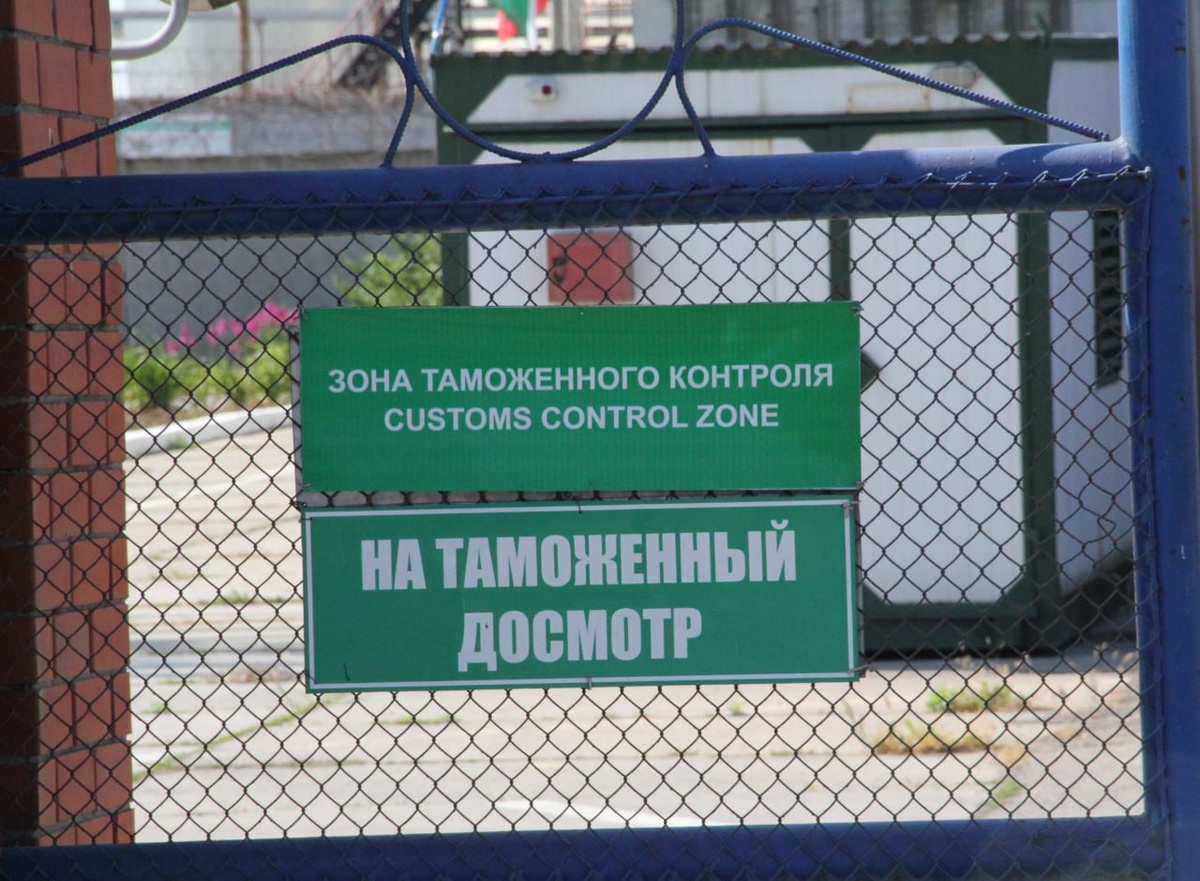 ЗОНА ТАМОЖЕННОГО КОНТРОЛЯ
CUSTOMS CONTROL ZONE
НА ТАМОЖЕННЫЙ
ДОСМОТР